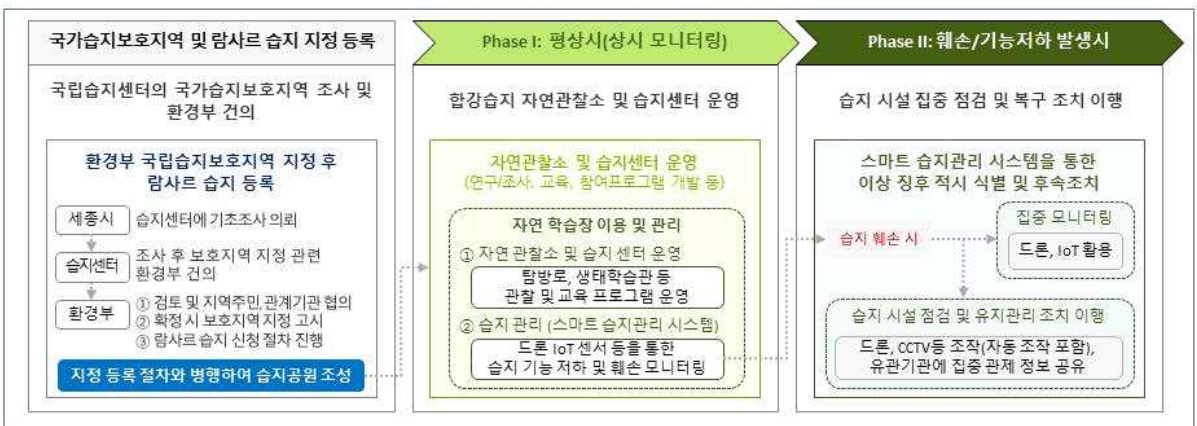 국가습지보호지역 및 람사르 습지 지정 등록
국립습지센터의 국가습지보호지역 조사 및
환경부 건의
환경부 국립습지보호지역 지정 후
람사르 습지 등록
세종시
습지센터에 기초조사 의뢰
습지센터
조사 후 보호지역 지정 관련
환경부 건의
환경부
① 검토 및 지역주민, 관계기관 협의
② 확정 시 보호지역 지정 고시
③ 람사르 습지 신청 절차 진행
지정 등록 절차와 병행하여 습지공원 조성
Phase I: 평상시(상시 모니터링)
합강습지 자연관찰소 및 습지센터 운영
자연관찰소 및 습지센터 운영
(연구/조사, 교육, 참여프로그램 개발 등)
자연 학습장 이용 및 관리
① 자연 관찰소 및 습지 센터 운영
탐방로, 생태학습관 등
관찰 및 교육 프로그램 운영
② 습지 관리 (스마트 습지관리 시스템)
드론 IoT 센서 등을 통한
습지 기능 저하 및 훼손 모니터링
Phase II: 훼손/기능저하 발생시
습지 시설 집중 점검 및 복구 조치 이행
스마트 습지관리 시스템을 통한
이상 징후 적시 식별 및 후속조치
습지 훼손 시
집중 모니터링
드론, IoT 활용
습지 시설 점검 및 유지관리 조치 이행
드론, CCTV등 조작(자동 조작 포함),
유관기관에 집중 관제 정보 공유